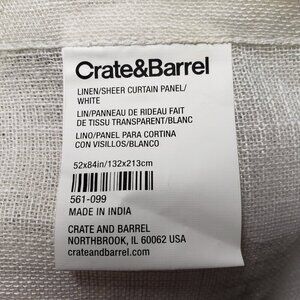 Crate&Barrel
LINEN/SHEER CURTAIN PANEL/
WHITE
LIN/PANNEAU DE RIDEAU FAIT
DE TISSU TRANSPARENT/BLANC
LINO/PANEL PARA CORTINA
CON VISILLOS/BLANCO
52x84in/132x213cm
561-099
MADE IN INDIA
CRATE AND BARREL
NORTHBROOK, IL 60062 USA
crateandbarrel.com